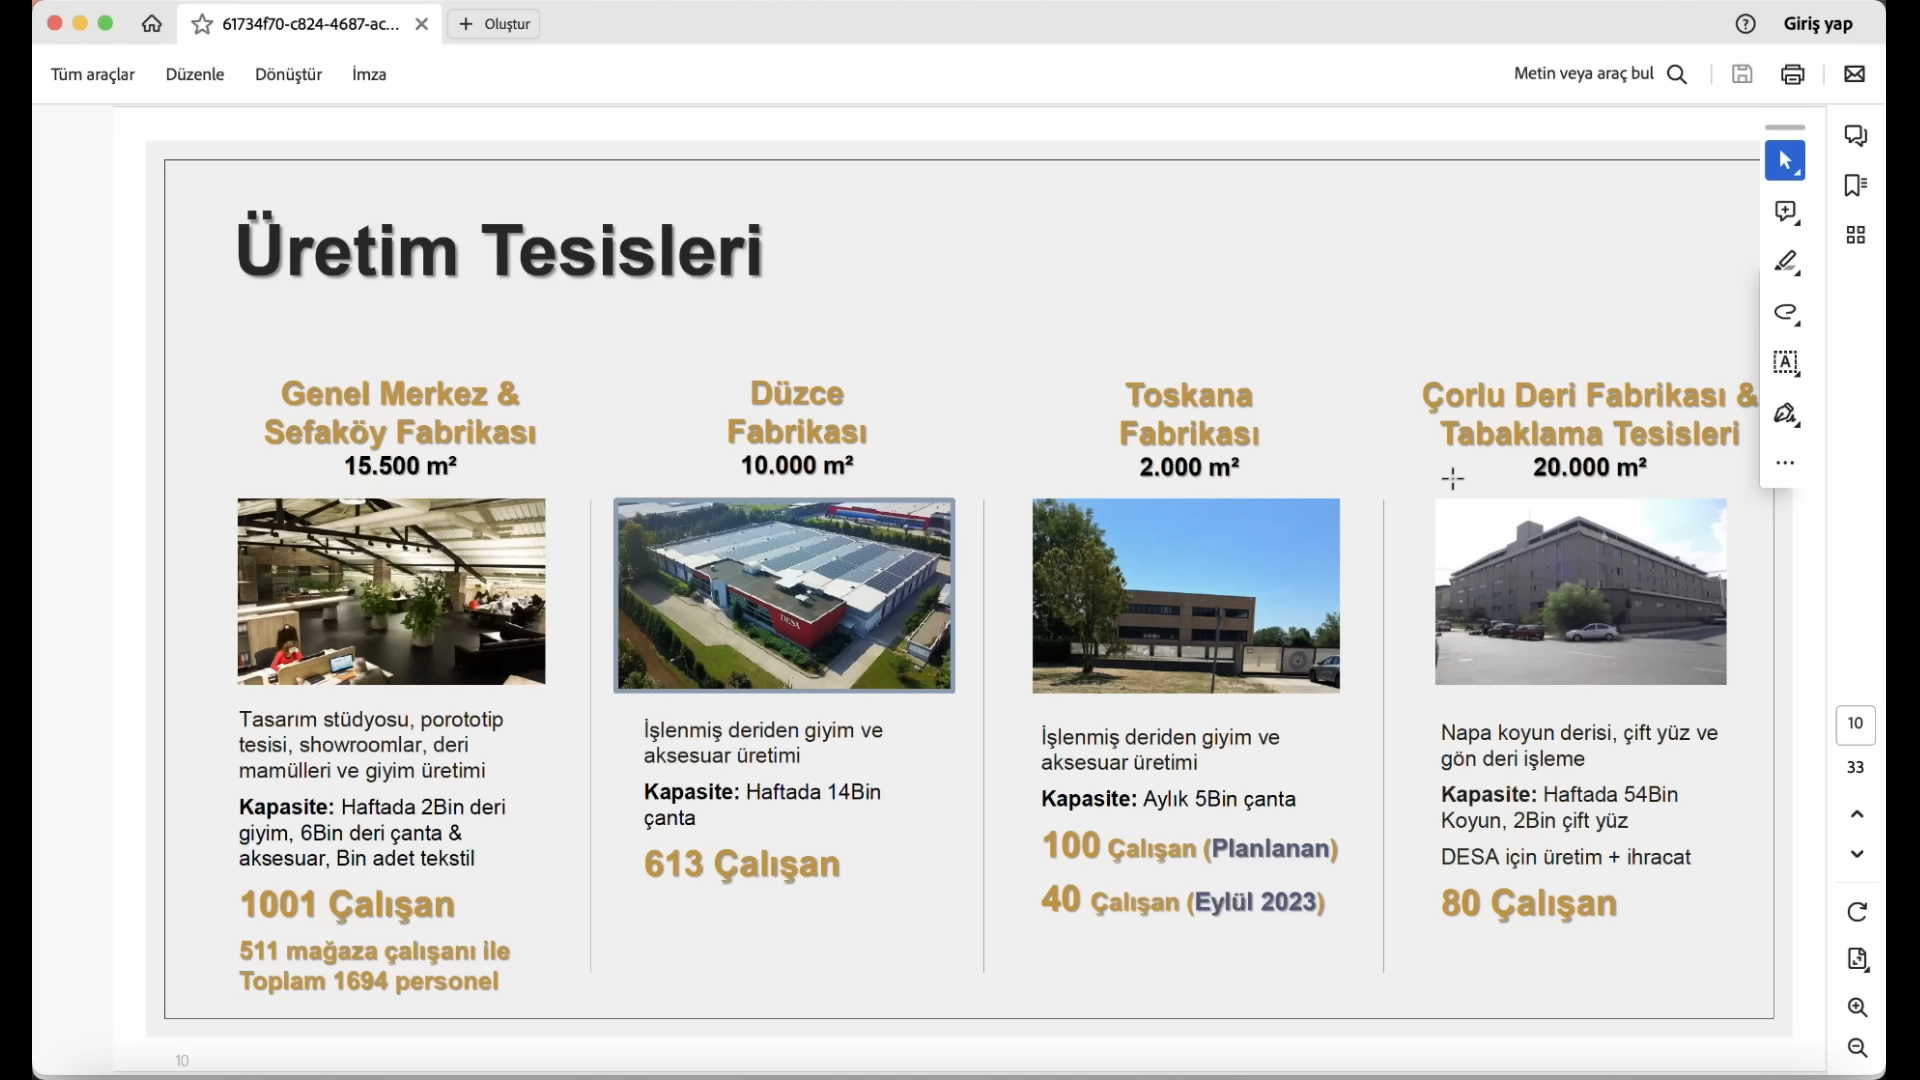 61734f70-c824-4687-ac...
Oluştur
Giriş yap
Tüm araçlar
Düzenle
Dönüştür
İmza
Metin veya araç bul
Üretim Tesisleri
Genel Merkez &
Sefaköy Fabrikası
15.500 m²
Tasarım stüdyosu, porototip
tesisi, showroomlar, deri
mamülleri ve giyim üretimi
Kapasite: Haftada 2Bin deri
giyim, 6Bin deri çanta &
aksesuar, Bin adet tekstil
1001 Çalışan
511 mağaza çalışanı ile
Toplam 1694 personel
Düzce
Fabrikası
10.000 m²
DESA
İşlenmiş deriden giyim ve
aksesuar üretimi
Kapasite: Haftada 14Bin
çanta
613 Çalışan
Toskana
Fabrikası
2.000 m²
İşlenmiş deriden giyim ve
aksesuar üretimi
Kapasite: Aylık 5Bin çanta
100 Çalışan (Planlanan)
40 Çalışan (Eylül 2023)
Çorlu Deri Fabrikası &
Tabaklama Tesisleri
20.000 m²
Napa koyun derisi, çift yüz ve
gön deri işleme
Kapasite: Haftada 54Bin
Koyun, 2Bin çift yüz
DESA için üretim + ihracat
80 Çalışan
10
10
33